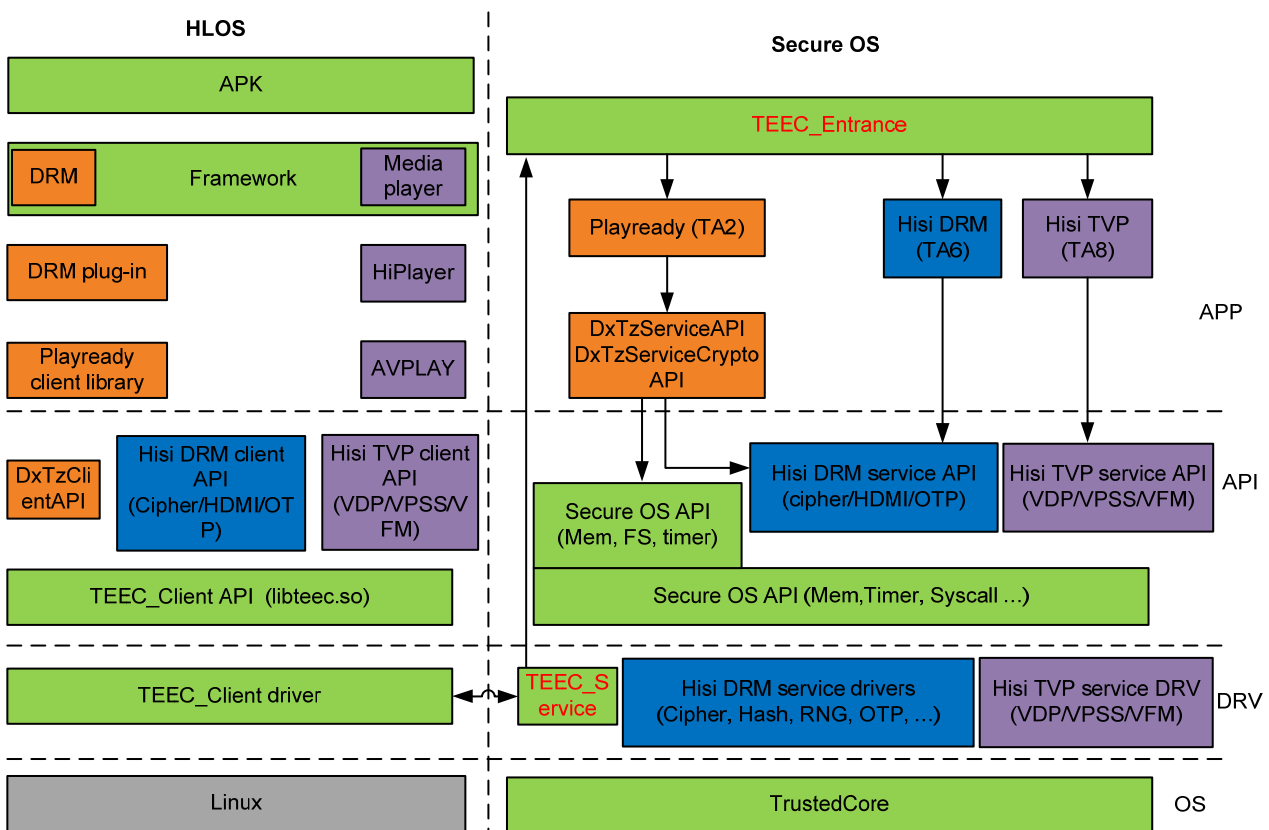 HLOS
APK
DRM
Framework
Media
player
DRM plug-in
HiPlayer
Playready
client library
AVPLAY
DxTzCli
entAPI
Hisi DRM client
API
(Cipher/HDMI/OT
P)
Hisi TVP client
API
(VDP/VPSS/V
FM)
TEEC_Client API  (libteec.so)
TEEC_Client driver
Linux
Secure OS
TEEC_Entrance
Playready (TA2)
Hisi DRM
(TA6)
Hisi TVP
(TA8)
DxTzServiceAPI
DxTzServiceCrypto
API
APP
Secure OS API
(Mem, FS, timer)
Hisi DRM service API
(cipher/HDMI/OTP)
Hisi TVP service API
(VDP/VPSS/VFM)
API
Secure OS API (Mem,Timer, Syscall ...)
TEEC_S
ervice
Hisi DRM service drivers
(Cipher, Hash, RNG, OTP, ...)
Hisi TVP service DRV
(VDP/VPSS/VFM)
DRV
TrustedCore
OS